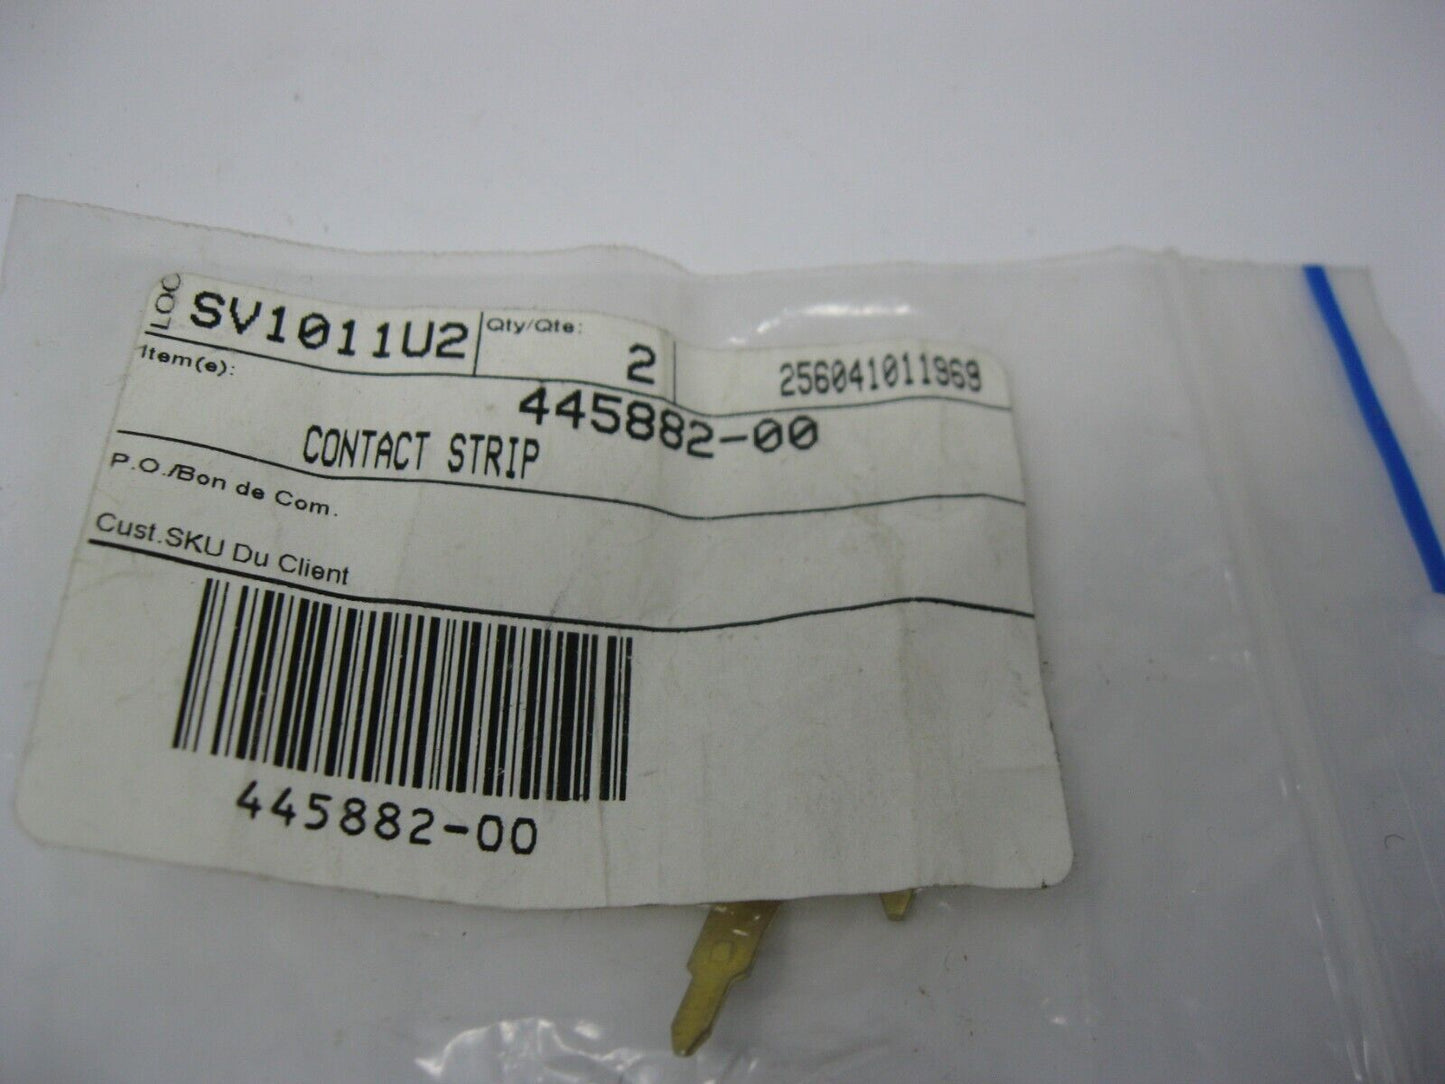 LOC SV1011U2 Qty/Qte: 2 256041011969
Item(e): 445882-00
CONTACT STRIP
P.O./Bon de Com.
Cust.SKU Du Client
445882-00